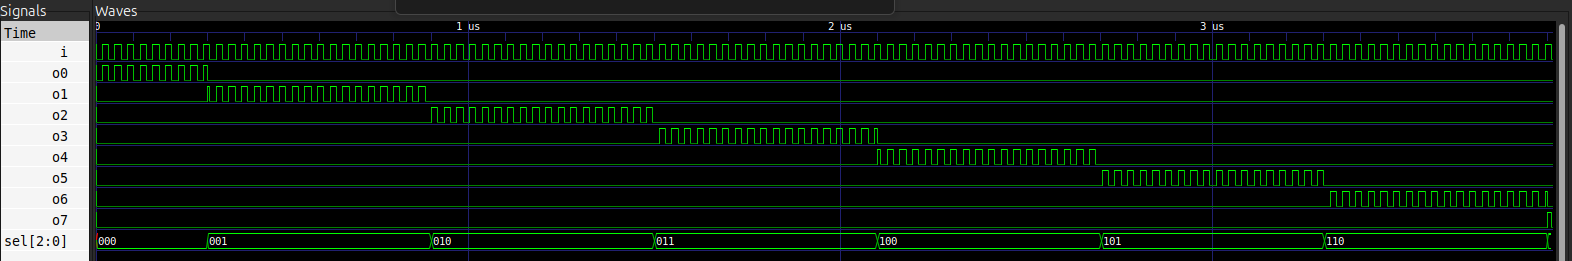 Signals Waves
Time 0 1 us 2 us 3 us
i
o0
o1
o2
o3
o4
o5
o6
o7
sel[2:0] 000 001 010 011 100 101 110